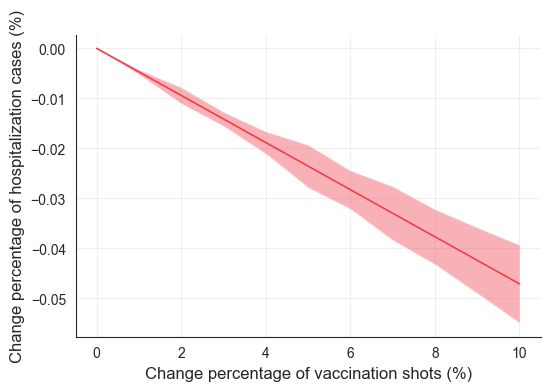 Change percentage of hospitalization cases (%)
0.00
−0.01
−0.02
−0.03
−0.04
−0.05
0 2 4 6 8 10
Change percentage of vaccination shots (%)